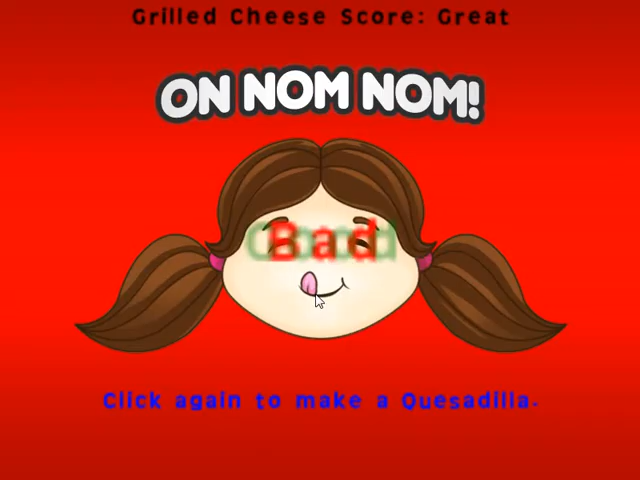 Grilled Cheese Score: Great
ON NOM NOM!
Bad
Click again to make a Quesadilla.